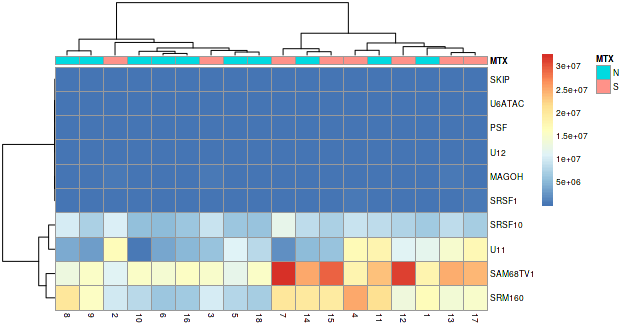 MTX
SKIP
U6ATAC
PSF
U12
MAGOH
SRSF1
SRSF10
U11
SAM68TV1
SRM160
8 9 2 10 6 16 3 5 18 7 14 15 4 11 12 1 13 17
3e+07
2.5e+07
2e+07
1.5e+07
1e+07
5e+06
MTX
N
S